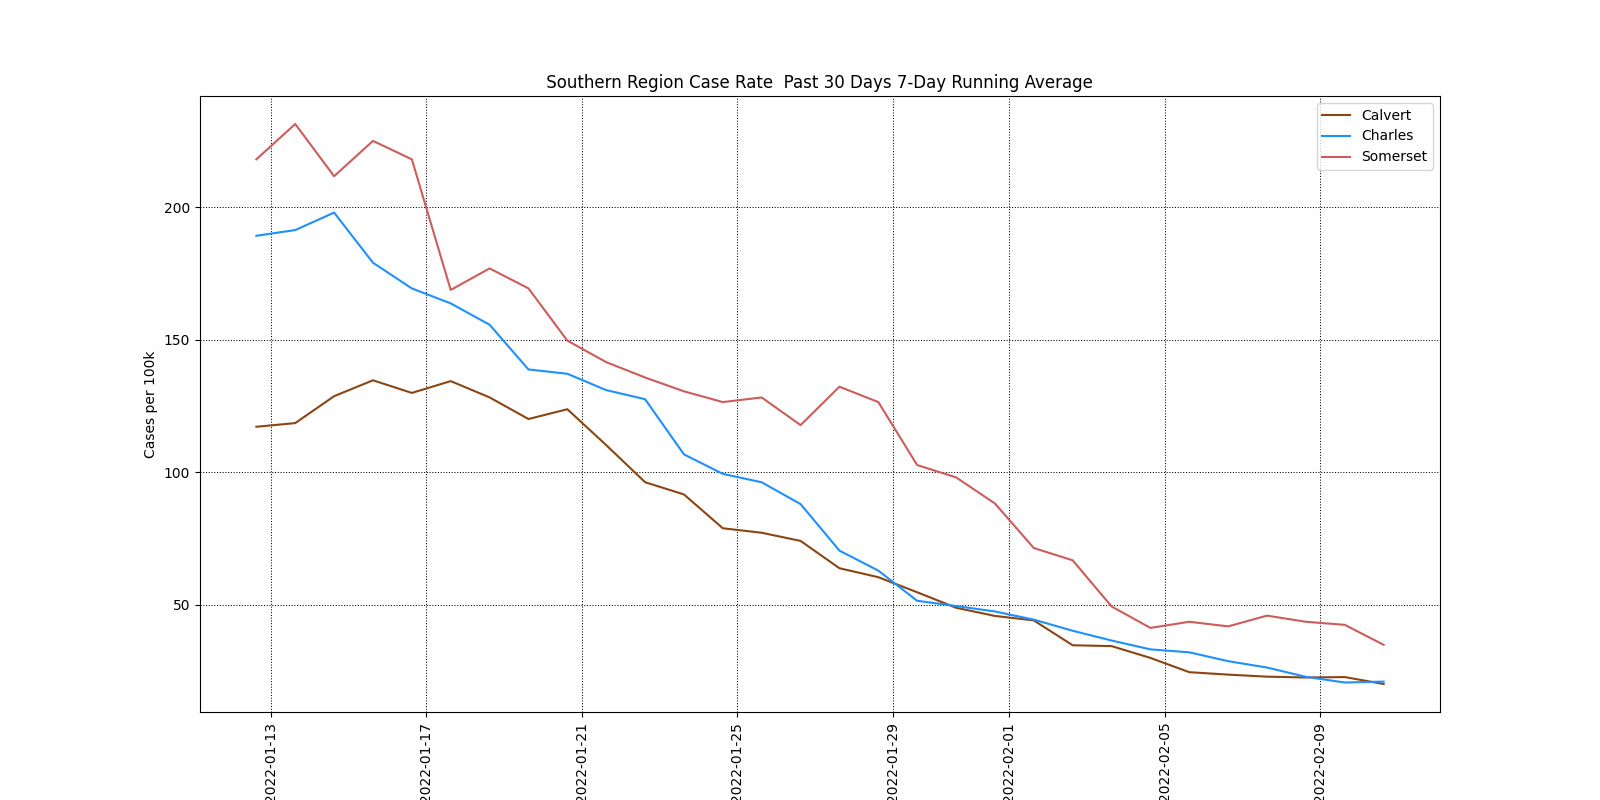 Southern Region Case Rate  Past 30 Days 7-Day Running Average
Calvert
Charles
Somerset
Cases per 100k
200
150
100
50
2022-01-13
2022-01-17
2022-01-21
2022-01-25
2022-01-29
2022-02-01
2022-02-05
2022-02-09